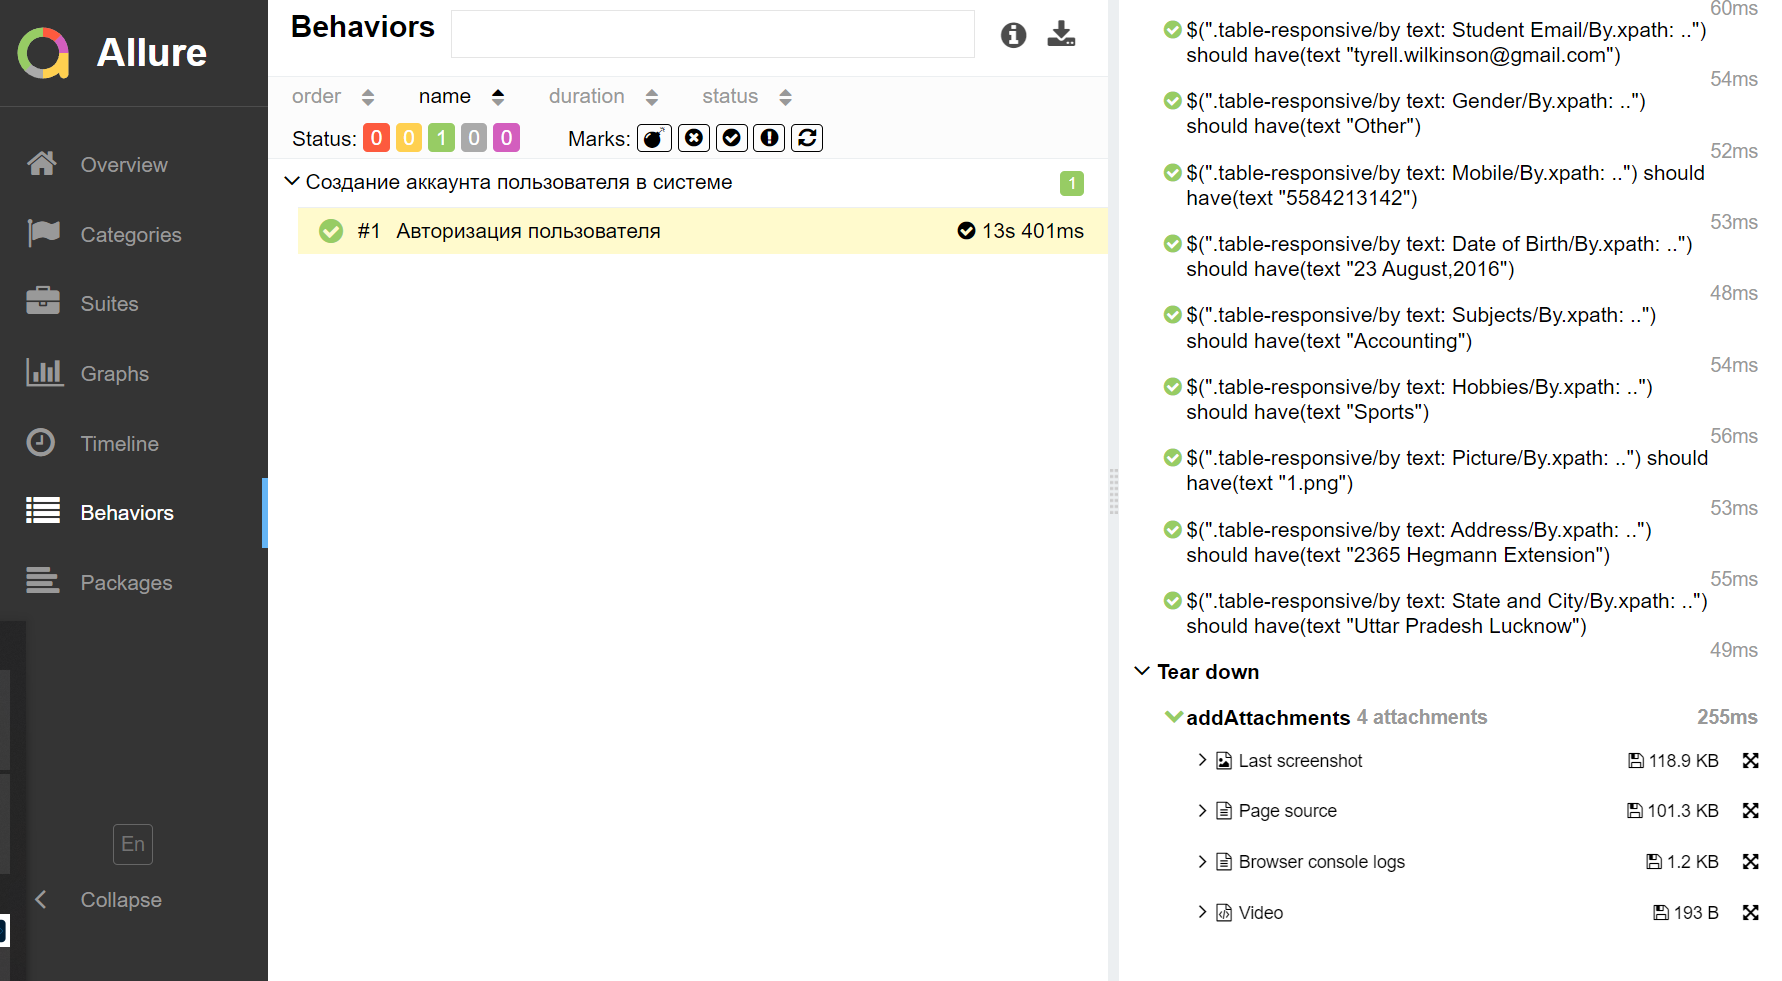 Allure
Overview
Categories
Suites
Graphs
Timeline
Behaviors
Packages
En
Collapse
Behaviors
order name duration status
Status: 0 0 1 0 0 Marks:
Создание аккаунта пользователя в системе 1
#1 Авторизация пользователя 13s 401ms
60ms
$(".table-responsive/by text: Student Email/By.xpath: ..")
should have(text "tyrell.wilkinson@gmail.com")
54ms
$(".table-responsive/by text: Gender/By.xpath: ..")
should have(text "Other")
52ms
$(".table-responsive/by text: Mobile/By.xpath: ..") should
have(text "5584213142")
53ms
$(".table-responsive/by text: Date of Birth/By.xpath: ..")
should have(text "23 August,2016")
48ms
$(".table-responsive/by text: Subjects/By.xpath: ..")
should have(text "Accounting")
54ms
$(".table-responsive/by text: Hobbies/By.xpath: ..")
should have(text "Sports")
56ms
$(".table-responsive/by text: Picture/By.xpath: ..") should
have(text "1.png")
53ms
$(".table-responsive/by text: Address/By.xpath: ..")
should have(text "2365 Hegmann Extension")
55ms
$(".table-responsive/by text: State and City/By.xpath: ..")
should have(text "Uttar Pradesh Lucknow")
49ms
Tear down
addAttachments 4 attachments 255ms
Last screenshot 118.9 KB
Page source 101.3 KB
Browser console logs 1.2 KB
Video 193 B